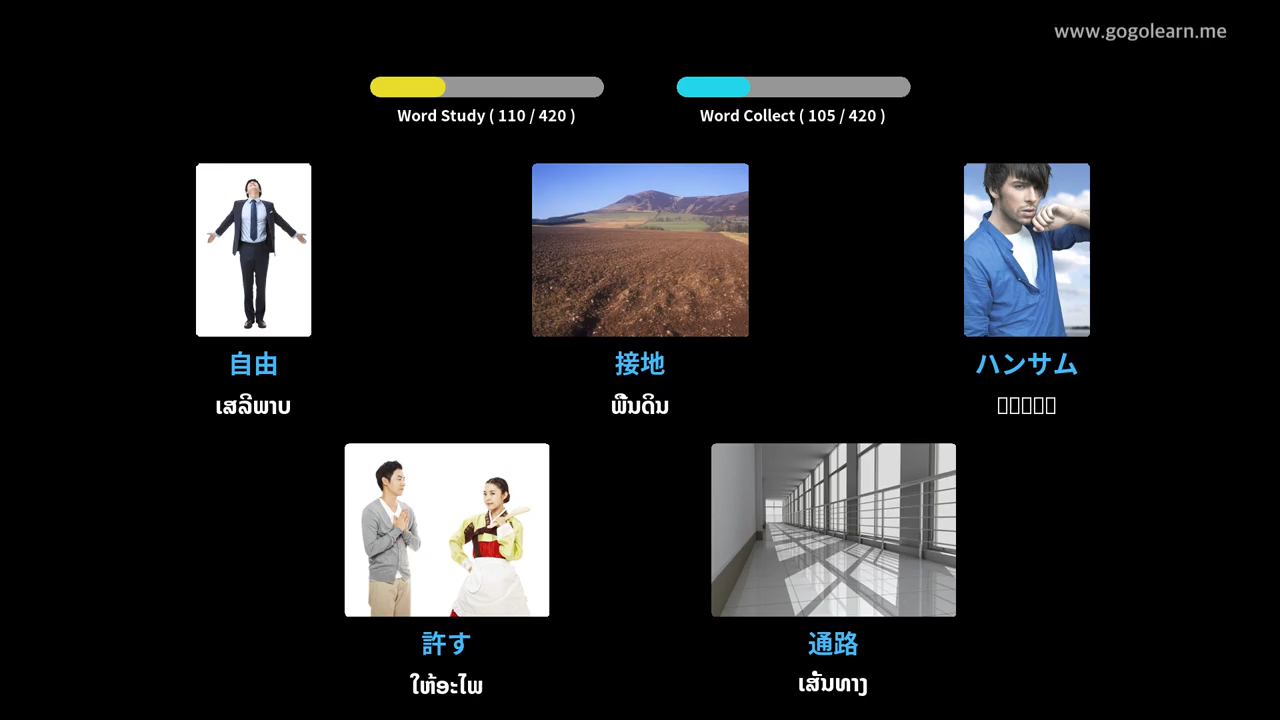 www.gogolearn.me
Word Study ( 110 / 420 )
Word Collect ( 105 / 420 )
自由
接地
ハンサム
ເສລີພາບ
ພື້ນດິນ
許す
通路
ໃຫ້ອະໄພ
ເສັ້ນທາງ